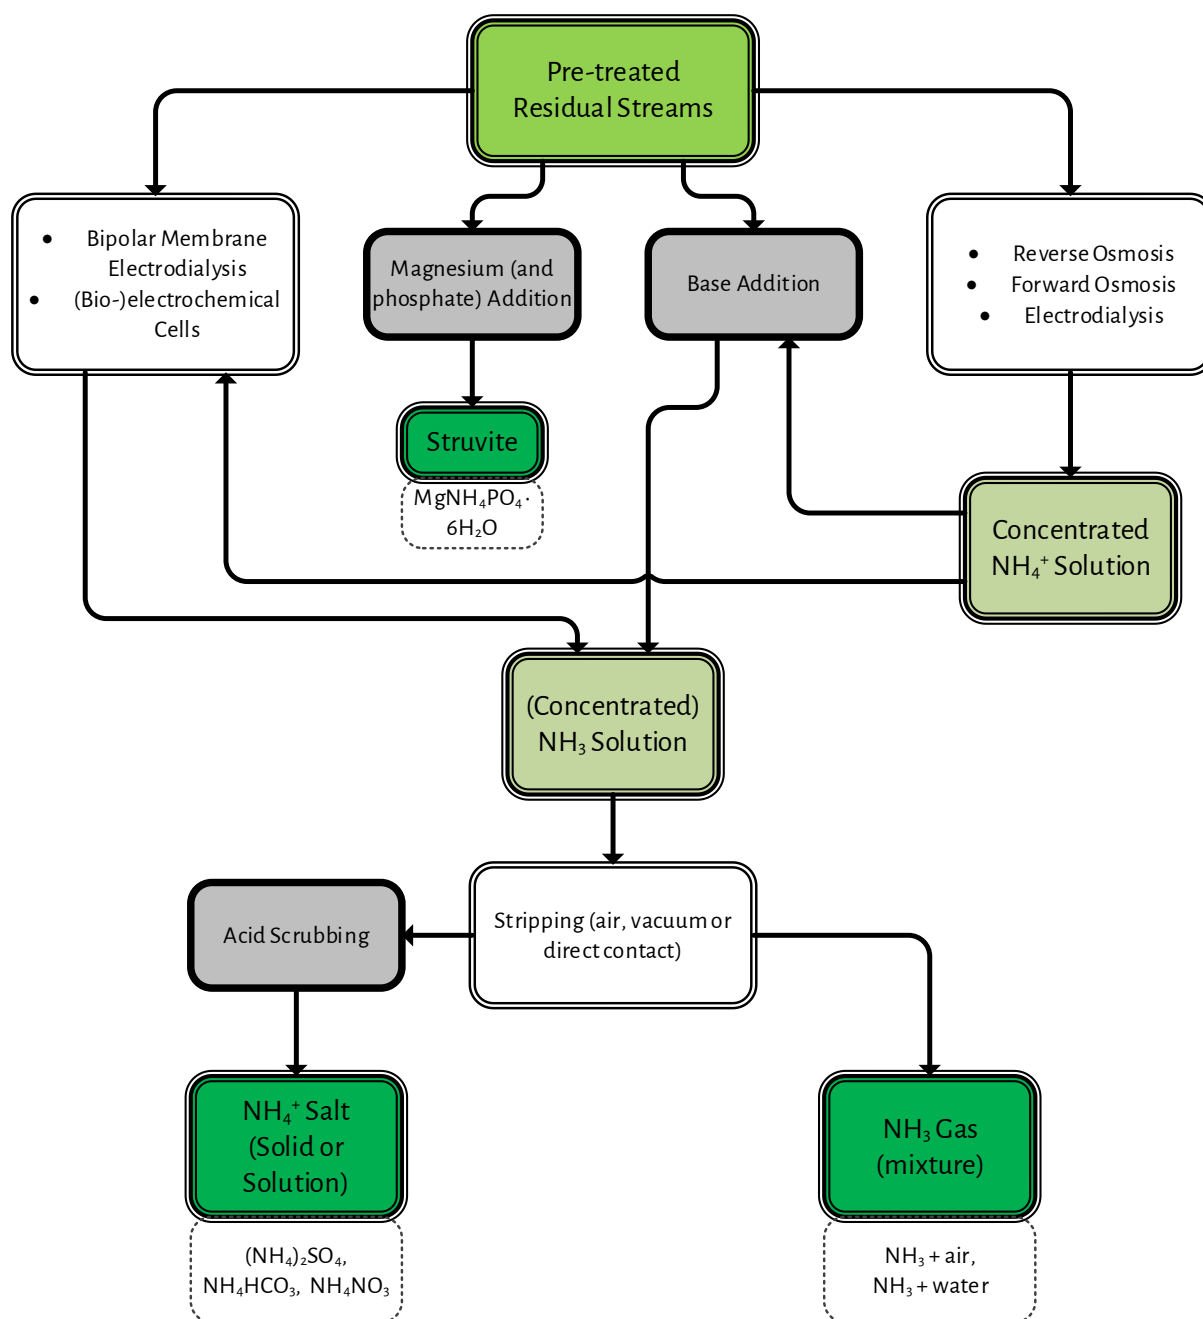 Pre-treated
Residual Streams
• Bipolar Membrane
Electrodialysis
• (Bio-)electrochemical
Cells
Magnesium (and
phosphate) Addition
Base Addition
• Reverse Osmosis
• Forward Osmosis
• Electrodialysis
Struvite
MgNH₄PO₄·
6H₂O
Concentrated
NH₄⁺ Solution
(Concentrated)
NH₃ Solution
Acid Scrubbing
Stripping (air, vacuum or
direct contact)
NH₄⁺ Salt
(Solid or
Solution)
NH₃ Gas
(mixture)
(NH₄)₂SO₄,
NH₄HCO₃, NH₄NO₃
NH₃ + air,
NH₃ + water